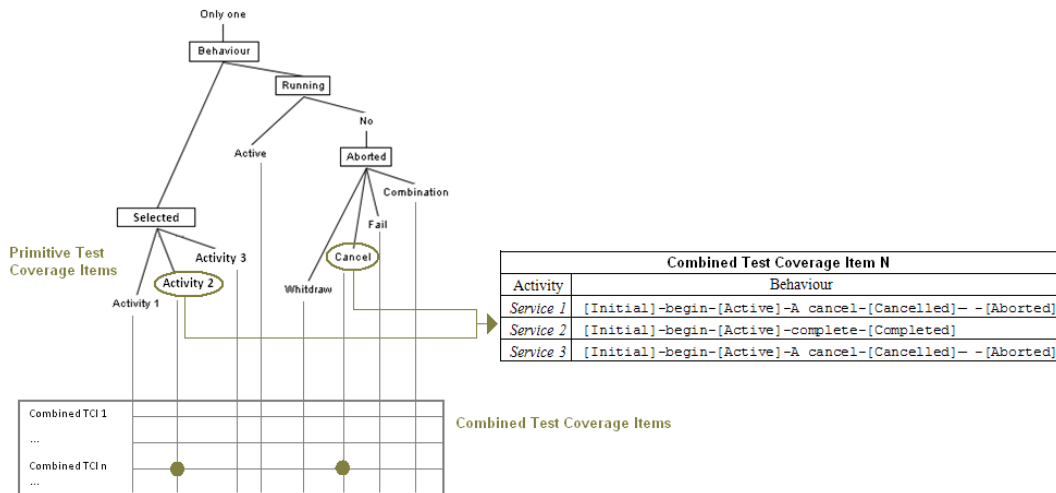 Only one
Behaviour
Running
No
Active
Aborted
Combination
Selected
Fail
Primitive Test
Coverage Items
Activity 3
Cancel
Activity 2
Whitdraw
Activity 1
Combined Test Coverage Item N
Activity Behaviour
Service 1 [Initial]-begin-[Active]-A cancel-[Cancelled]— -[Aborted]
Service 2 [Initial]-begin-[Active]-complete-[Completed]
Service 3 [Initial]-begin-[Active]-A cancel-[Cancelled]— -[Aborted]
Combined TCI 1
...
Combined TCI n
...
Combined Test Coverage Items